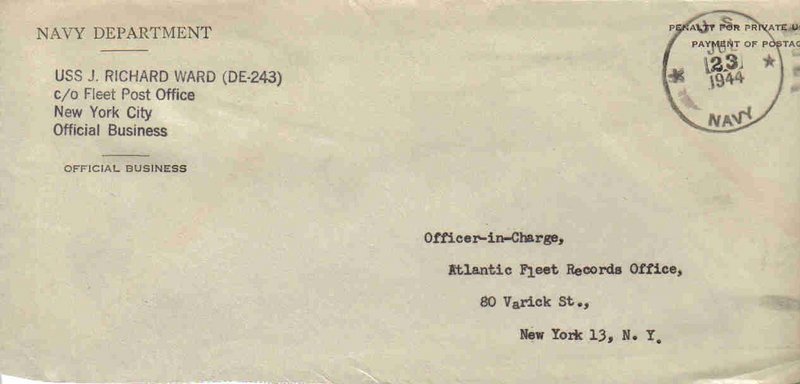 NAVY DEPARTMENT
USS J. RICHARD WARD (DE-243)
c/o Fleet Post Office
New York City
Official Business
OFFICIAL BUSINESS
PENALTY FOR PRIVATE U
PAYMENT OF POSTAG
U.S.
JUL
23
1944
NAVY
Officer-in-Charge,
Atlantic Fleet Records Office,
80 Varick St.,
New York 13, N. Y.